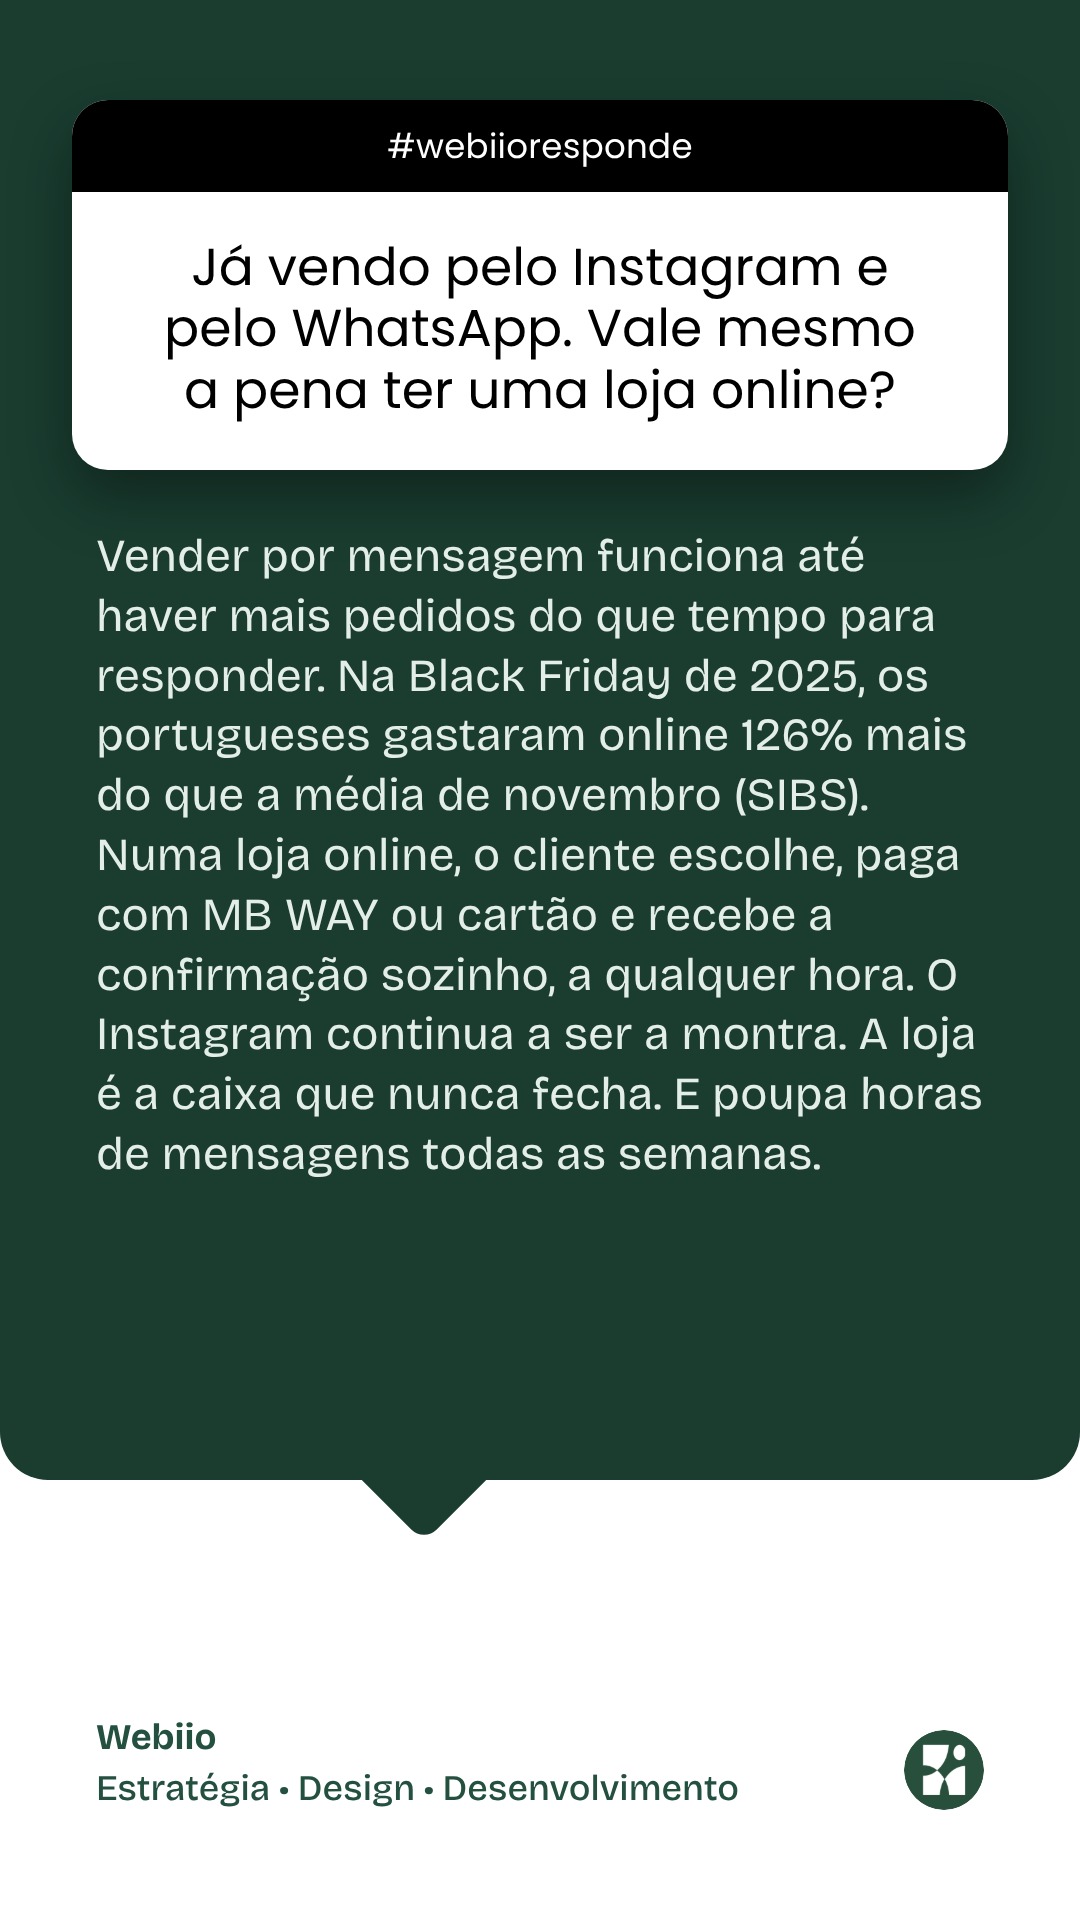 #webiioresponde
Já vendo pelo Instagram e
pelo WhatsApp. Vale mesmo
a pena ter uma loja online?
Vender por mensagem funciona até
haver mais pedidos do que tempo para
responder. Na Black Friday de 2025, os
portugueses gastaram online 126% mais
do que a média de novembro (SIBS).
Numa loja online, o cliente escolhe, paga
com MB WAY ou cartão e recebe a
confirmação sozinho, a qualquer hora. O
Instagram continua a ser a montra. A loja
é a caixa que nunca fecha. E poupa horas
de mensagens todas as semanas.
Webiio
Estratégia • Design • Desenvolvimento